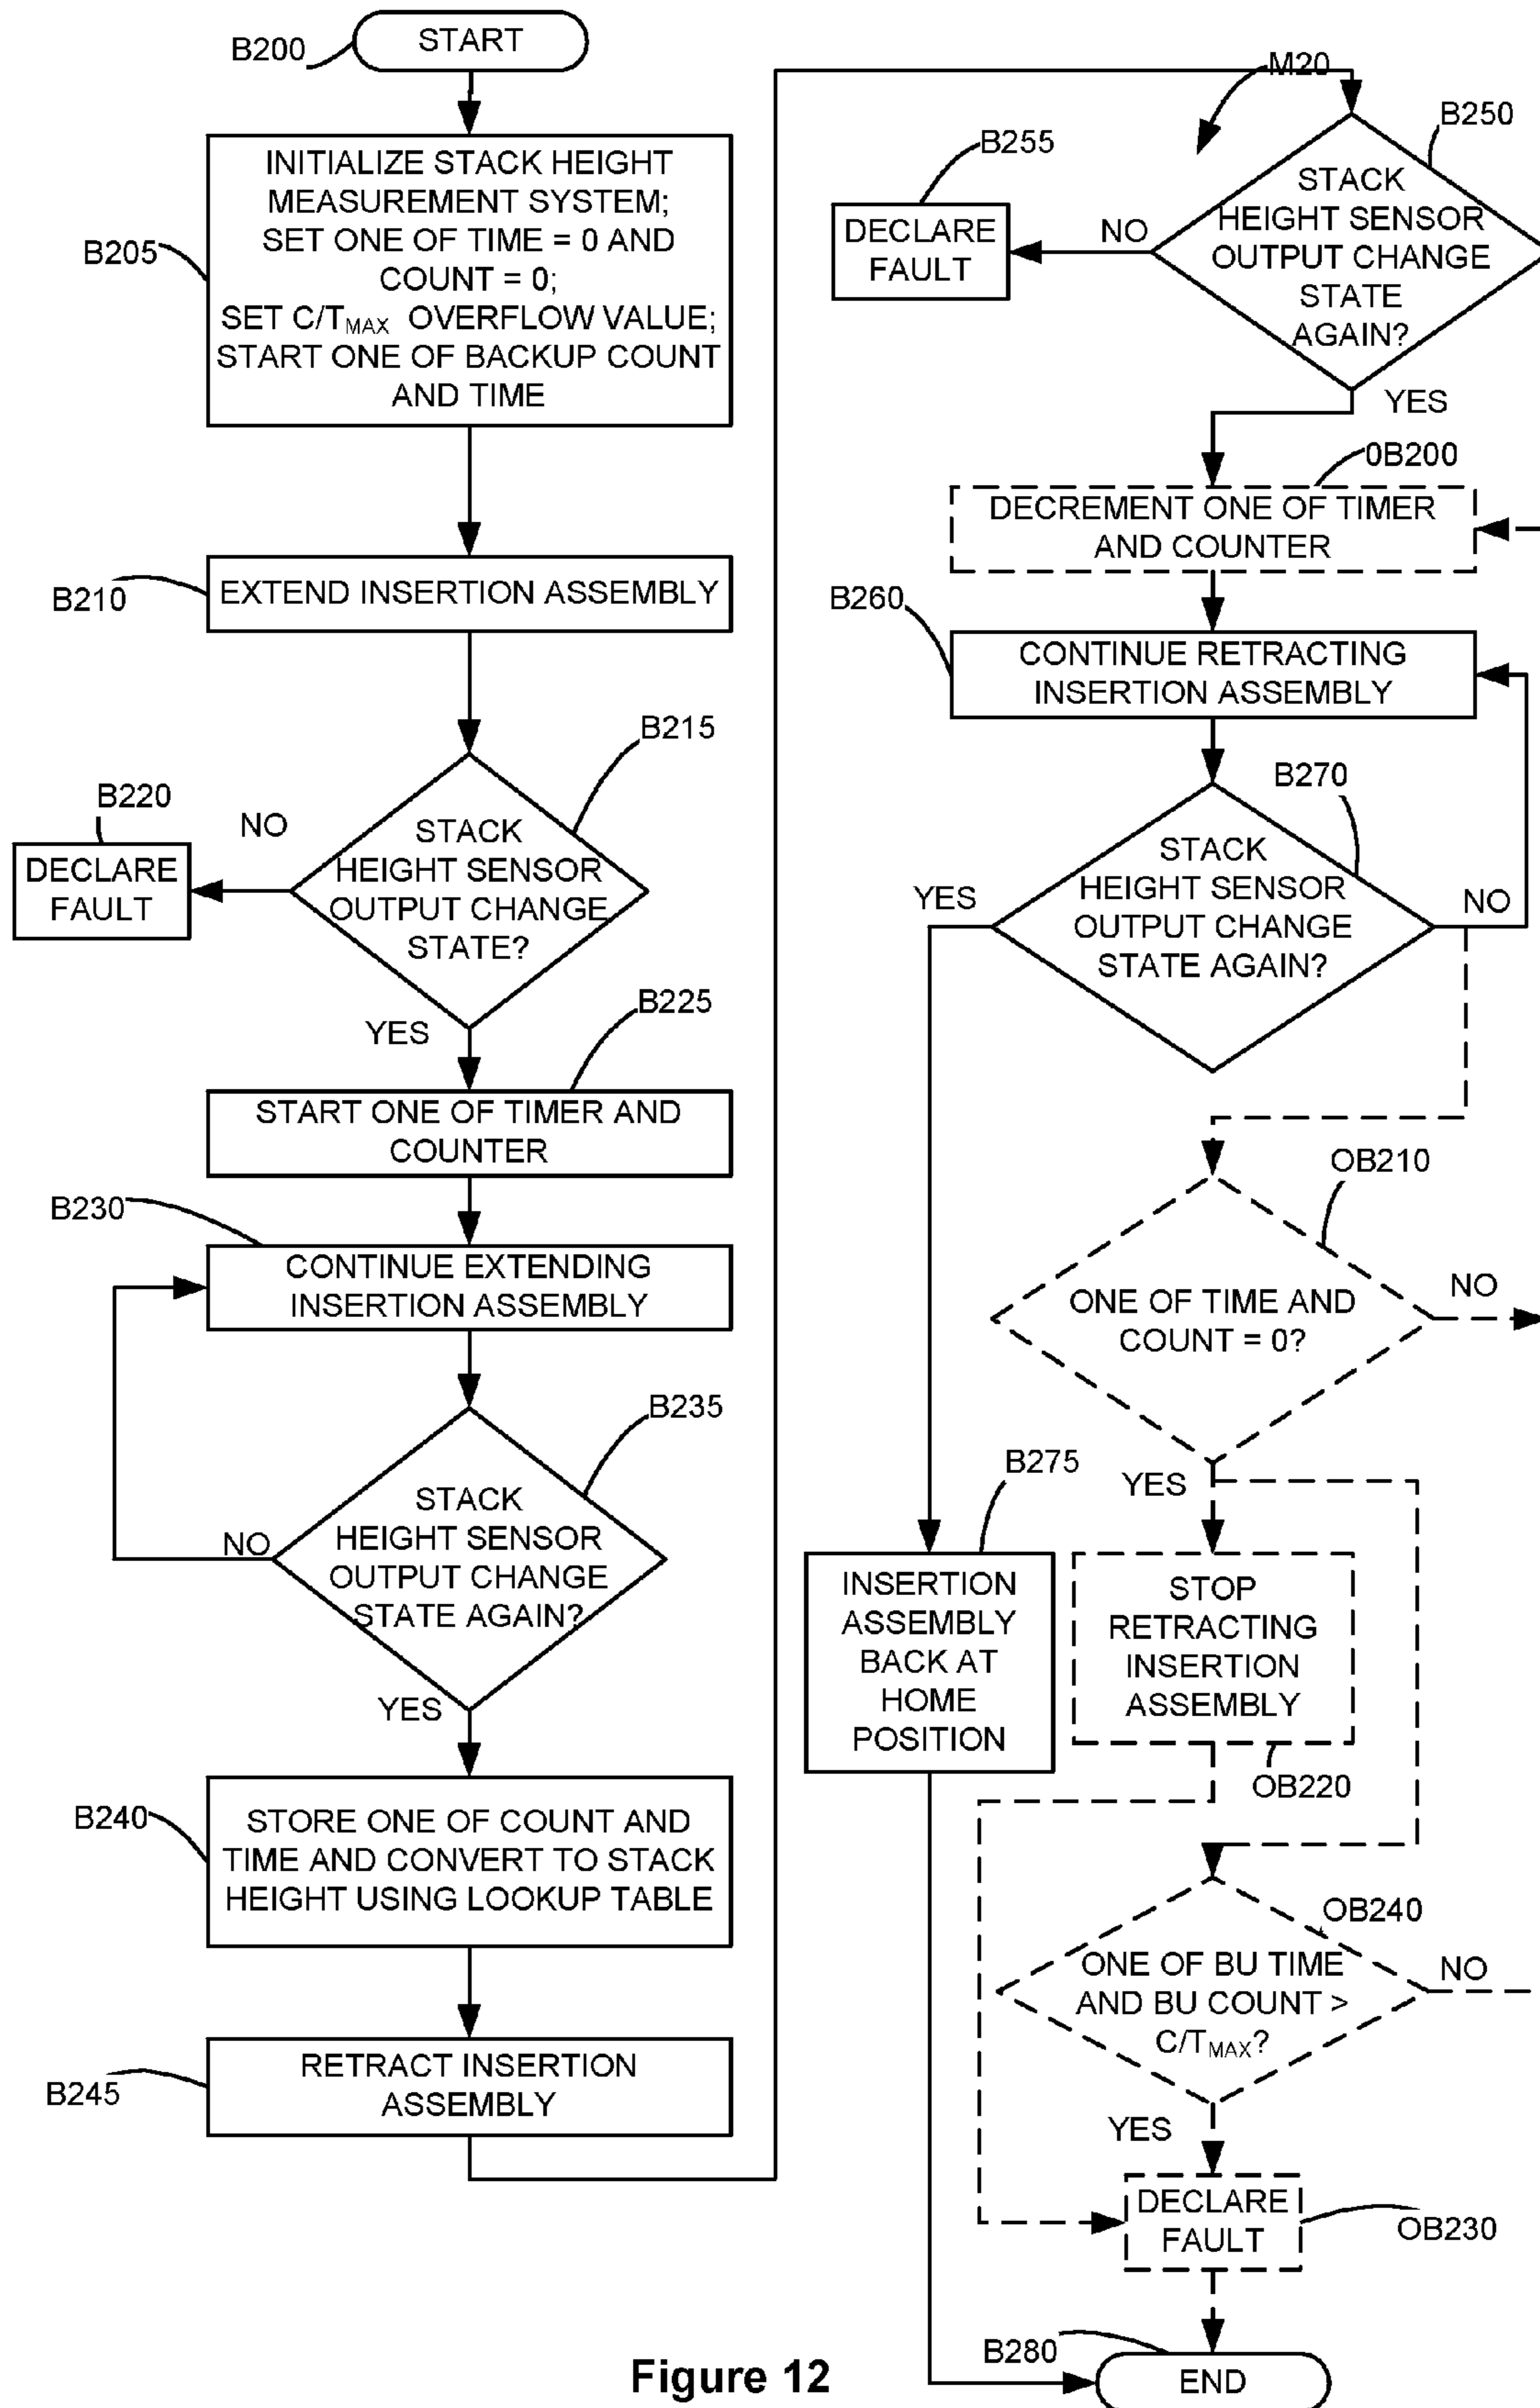 B200
START
B205
INITIALIZE STACK HEIGHT
MEASUREMENT SYSTEM;
SET ONE OF TIME = 0 AND
COUNT = 0;
SET C/TMAX OVERFLOW VALUE;
START ONE OF BACKUP COUNT
AND TIME
B210
EXTEND INSERTION ASSEMBLY
B215
STACK
HEIGHT SENSOR
OUTPUT CHANGE
STATE?
NO
B220
DECLARE
FAULT
YES
B225
START ONE OF TIMER AND
COUNTER
B230
CONTINUE EXTENDING
INSERTION ASSEMBLY
B235
STACK
HEIGHT SENSOR
OUTPUT CHANGE
STATE AGAIN?
NO
YES
B240
STORE ONE OF COUNT AND
TIME AND CONVERT TO STACK
HEIGHT USING LOOKUP TABLE
B245
RETRACT INSERTION
ASSEMBLY
M20
B250
STACK
HEIGHT SENSOR
OUTPUT CHANGE
STATE
AGAIN?
NO
B255
DECLARE
FAULT
YES
0B200
DECREMENT ONE OF TIMER
AND COUNTER
B260
CONTINUE RETRACTING
INSERTION ASSEMBLY
B270
STACK
HEIGHT SENSOR
OUTPUT CHANGE
STATE AGAIN?
YES
NO
OB210
ONE OF TIME AND
COUNT = 0?
NO
YES
B275
INSERTION
ASSEMBLY
BACK AT
HOME
POSITION
STOP
RETRACTING
INSERTION
ASSEMBLY
OB220
OB240
ONE OF BU TIME
AND BU COUNT >
C/TMAX?
NO
YES
DECLARE
FAULT
OB230
B280
END
Figure 12